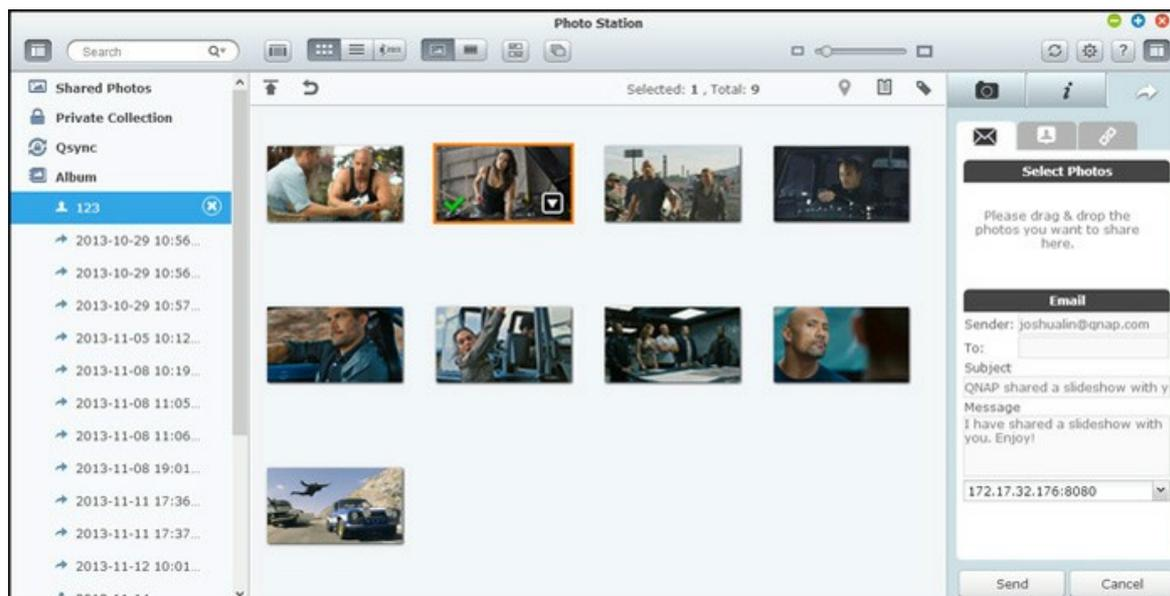 Photo Station
Search
Shared Photos
Private Collection
Qsync
Album
123
2013-10-29 10:56...
2013-10-29 10:56...
2013-10-29 10:57...
2013-11-05 10:12...
2013-11-08 10:19...
2013-11-08 11:05...
2013-11-08 11:06...
2013-11-08 19:01...
2013-11-11 17:36...
2013-11-11 17:37...
2013-11-12 10:01...
Selected: 1 , Total: 9
Select Photos
Please drag & drop the
photos you want to share
here.
Email
Sender: joshualin@qnap.com
To:
Subject
QNAP shared a slideshow with y
Message
I have shared a slideshow with
you. Enjoy!
172.17.32.176:8080
Send
Cancel